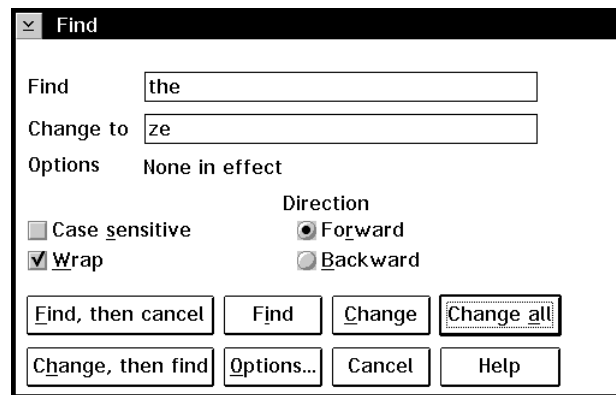 Find
Find the
Change to ze
Options None in effect
Direction
Case sensitive Forward
Wrap Backward
Find, then cancel Find Change Change all
Change, then find Options... Cancel Help